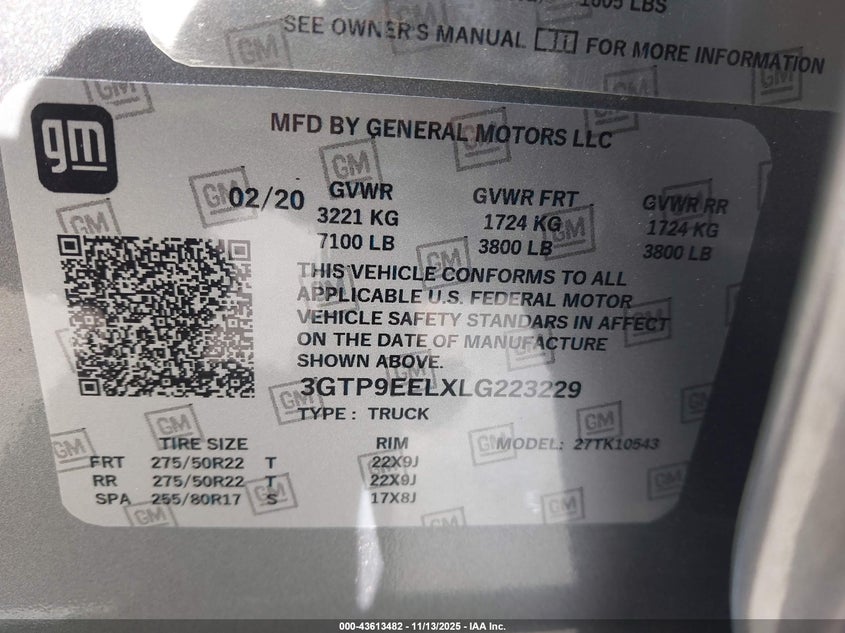 1605 LBS
SEE OWNER'S MANUAL FOR MORE INFORMATION
gm
MFD BY GENERAL MOTORS LLC
02/20
GVWR
3221 KG
7100 LB
GVWR FRT
1724 KG
3800 LB
GVWR RR
1724 KG
3800 LB
THIS VEHICLE CONFORMS TO ALL
APPLICABLE U.S. FEDERAL MOTOR
VEHICLE SAFETY STANDARS IN AFFECT
ON THE DATE OF MANUFACTURE
SHOWN ABOVE.
3GTP9EELXLG223229
TYPE : TRUCK
TIRE SIZE RIM MODEL: 27TK10543
FRT 275/50R22 T 22X9J
RR 275/50R22 T 22X9J
SPA 255/80R17 S 17X8J
000-43613482 - 11/13/2025 - IAA Inc.